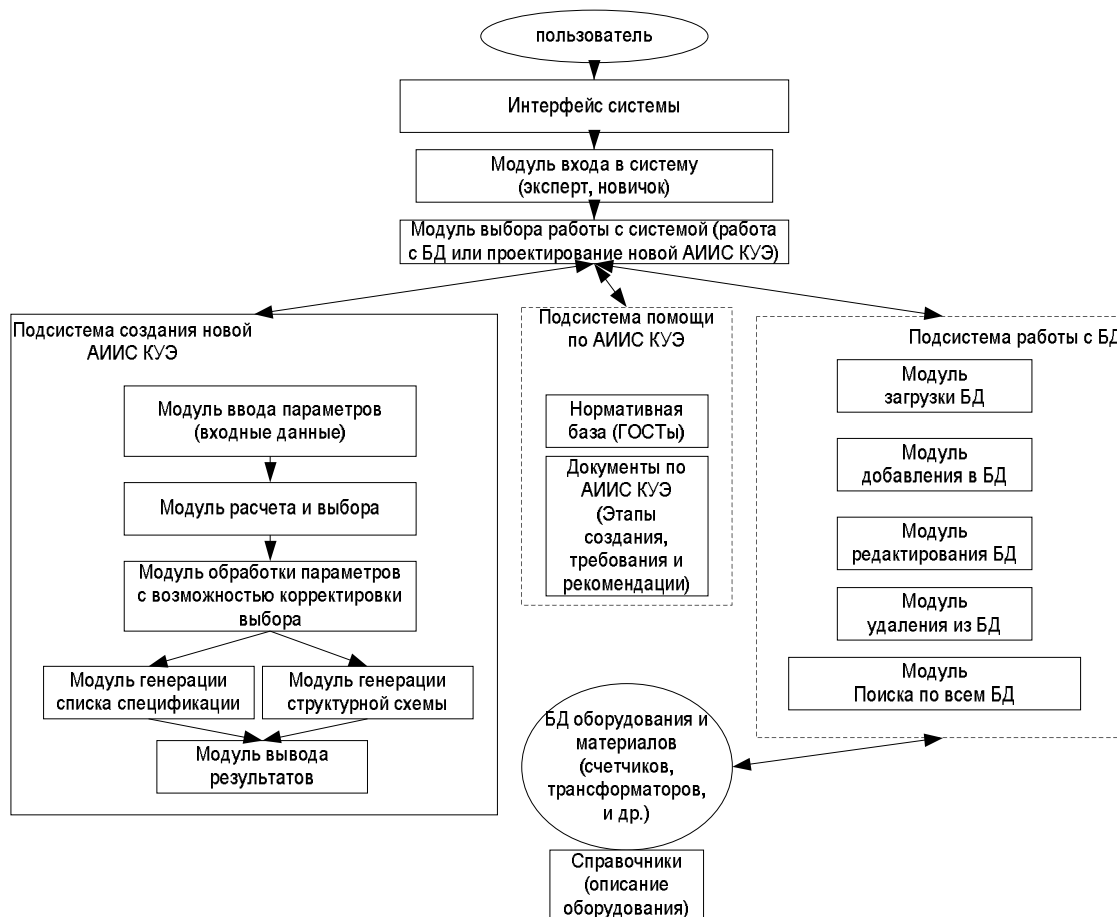 пользователь
Интерфейс системы
Модуль входа в систему
(эксперт, новичок)
Модуль выбора работы с системой (работа
с БД или проектирование новой АИИС КУЭ)
Подсистема создания новой
АИИС КУЭ
Модуль ввода параметров
(входные данные)
Модуль расчета и выбора
Модуль обработки параметров
с возможностью корректировки
выбора
Модуль генерации
списка спецификации
Модуль генерации
структурной схемы
Модуль вывода
результатов
Подсистема помощи
по АИИС КУЭ
Нормативная
база (ГОСТы)
Документы по
АИИС КУЭ
(Этапы
создания,
требования и
рекомендации)
Подсистема работы с БД
Модуль
загрузки БД
Модуль
добавления в БД
Модуль
редактирования БД
Модуль
удаления из БД
Модуль
Поиска по всем БД
БД оборудования и
материалов
(счетчиков,
трансформаторов,
и др.)
Справочники
(описание
оборудования)